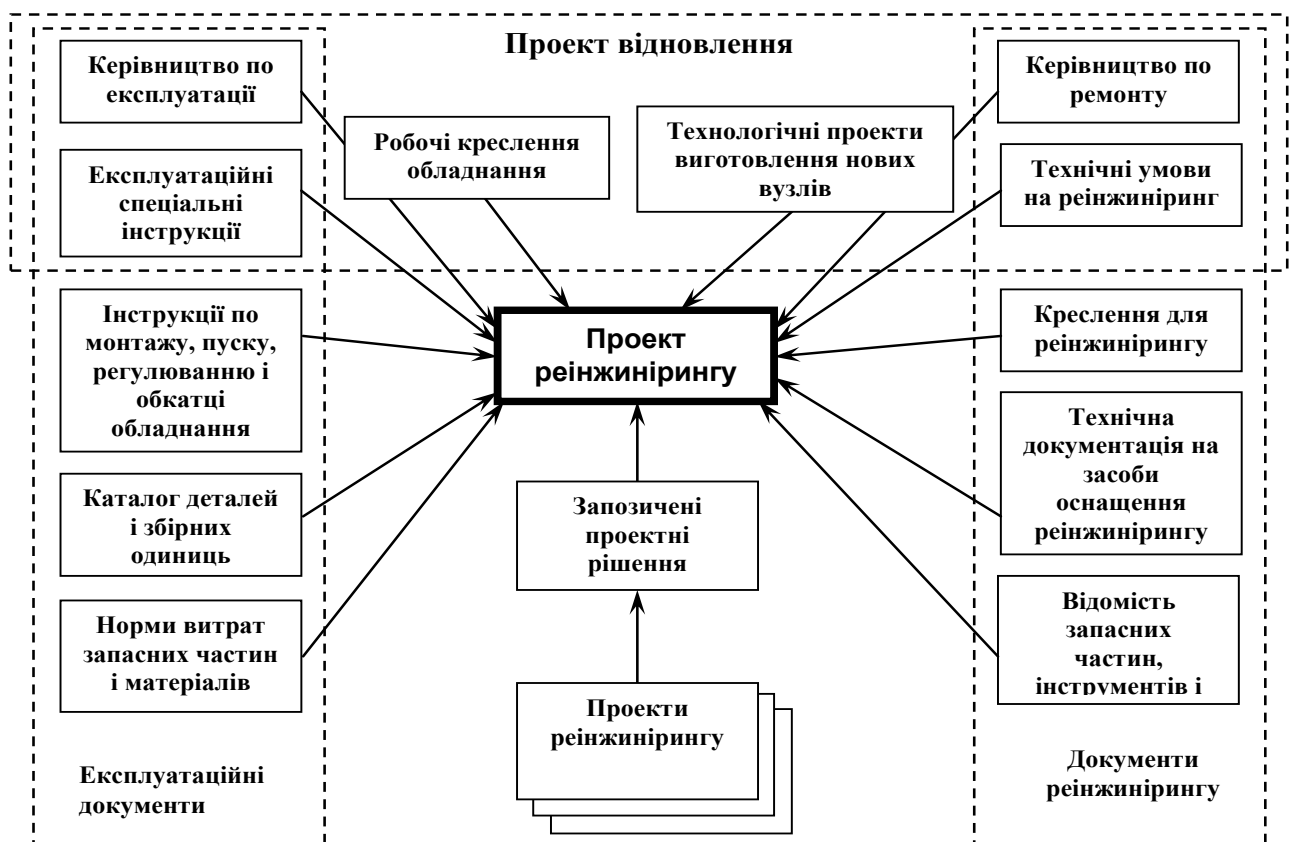 Проект відновлення
Керівництво по
експлуатації
Експлуатаційні
спеціальні
інструкції
Робочі креслення
обладнання
Технологічні проекти
виготовлення нових
вузлів
Керівництво по
ремонту
Технічні умови
на реінжиніринг
Інструкції по
монтажу, пуску,
регулюванню і
обкатці
обладнання
Каталог деталей
і збірних
одиниць
Норми витрат
запасних частин
і матеріалів
Експлуатаційні
документи
Проект
реінжинірингу
Запозичені
проектні
рішення
Проекти
реінжинірингу
Креслення для
реінжинірингу
Технічна
документація на
засоби
оснащення
реінжинірингу
Відомість
запасних
частин,
інструментів і
Документи
реінжинірингу